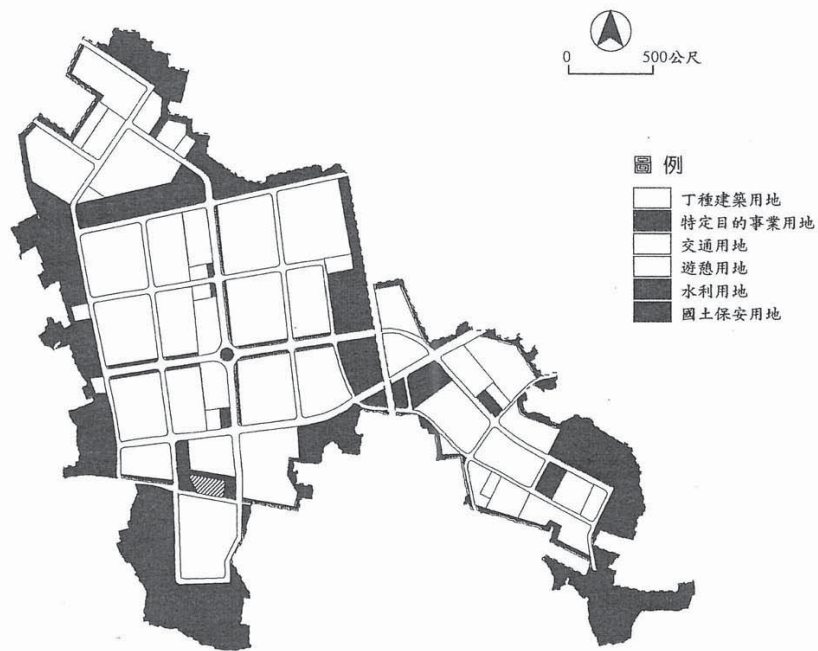 0 500公尺
圖例
丁種建築用地
特定目的事業用地
交通用地
遊憩用地
水利用地
國土保安用地